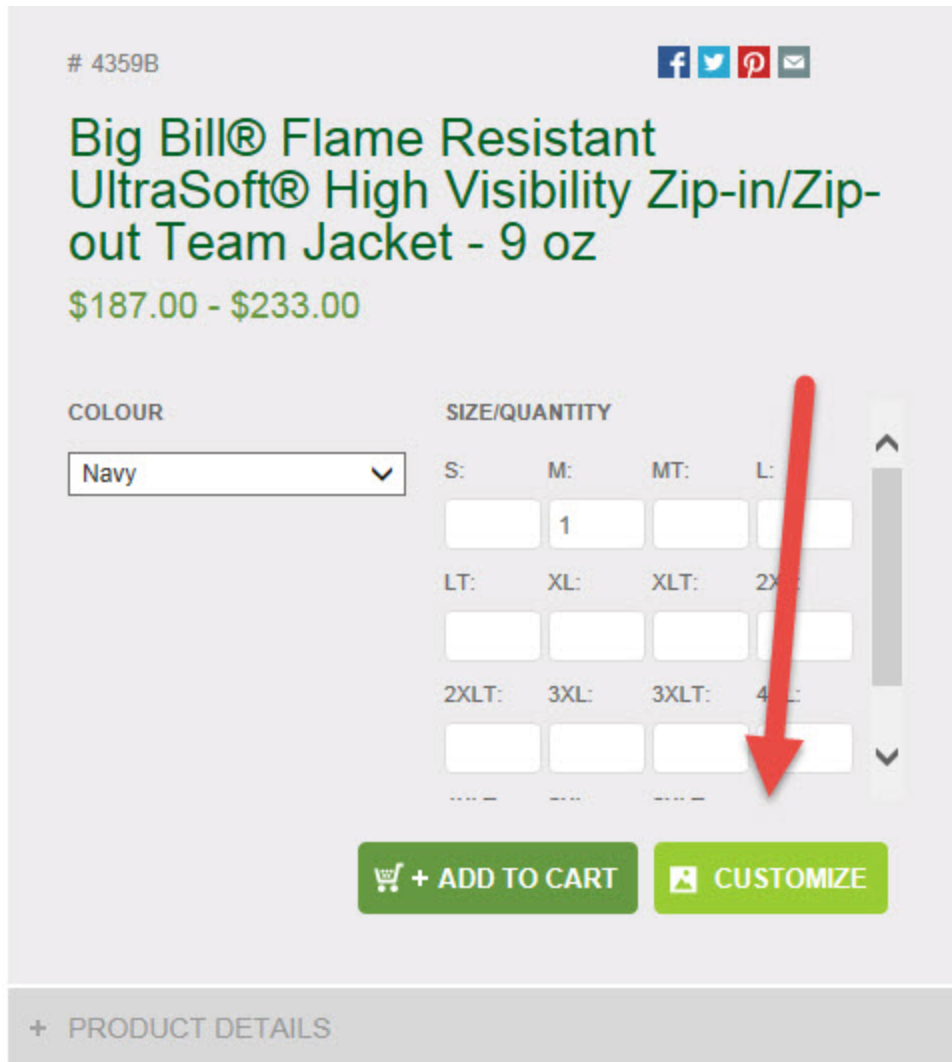 # 4359B
Big Bill® Flame Resistant
UltraSoft® High Visibility Zip-in/Zip-
out Team Jacket - 9 oz
$187.00 - $233.00
COLOUR
SIZE/QUANTITY
Navy
S: M: MT: L:
1
LT: XL: XLT:
2XLT: 3XL: 3XLT:
+ ADD TO CART
CUSTOMIZE
+ PRODUCT DETAILS